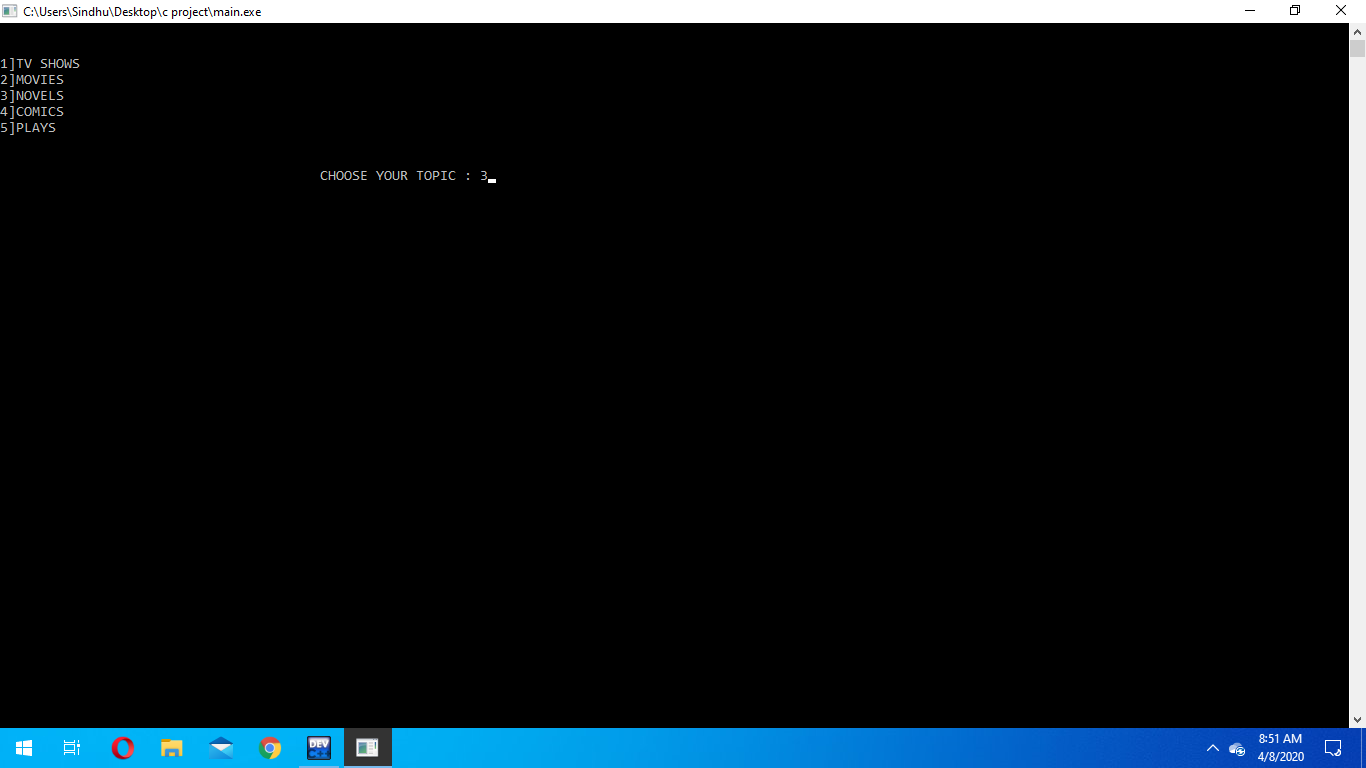 C:\Users\Sindhu\Desktop\c project\main.exe
1]TV SHOWS
2]MOVIES
3]NOVELS
4]COMICS
5]PLAYS
CHOOSE YOUR TOPIC : 3
DEV
C++
8:51 AM
4/8/2020